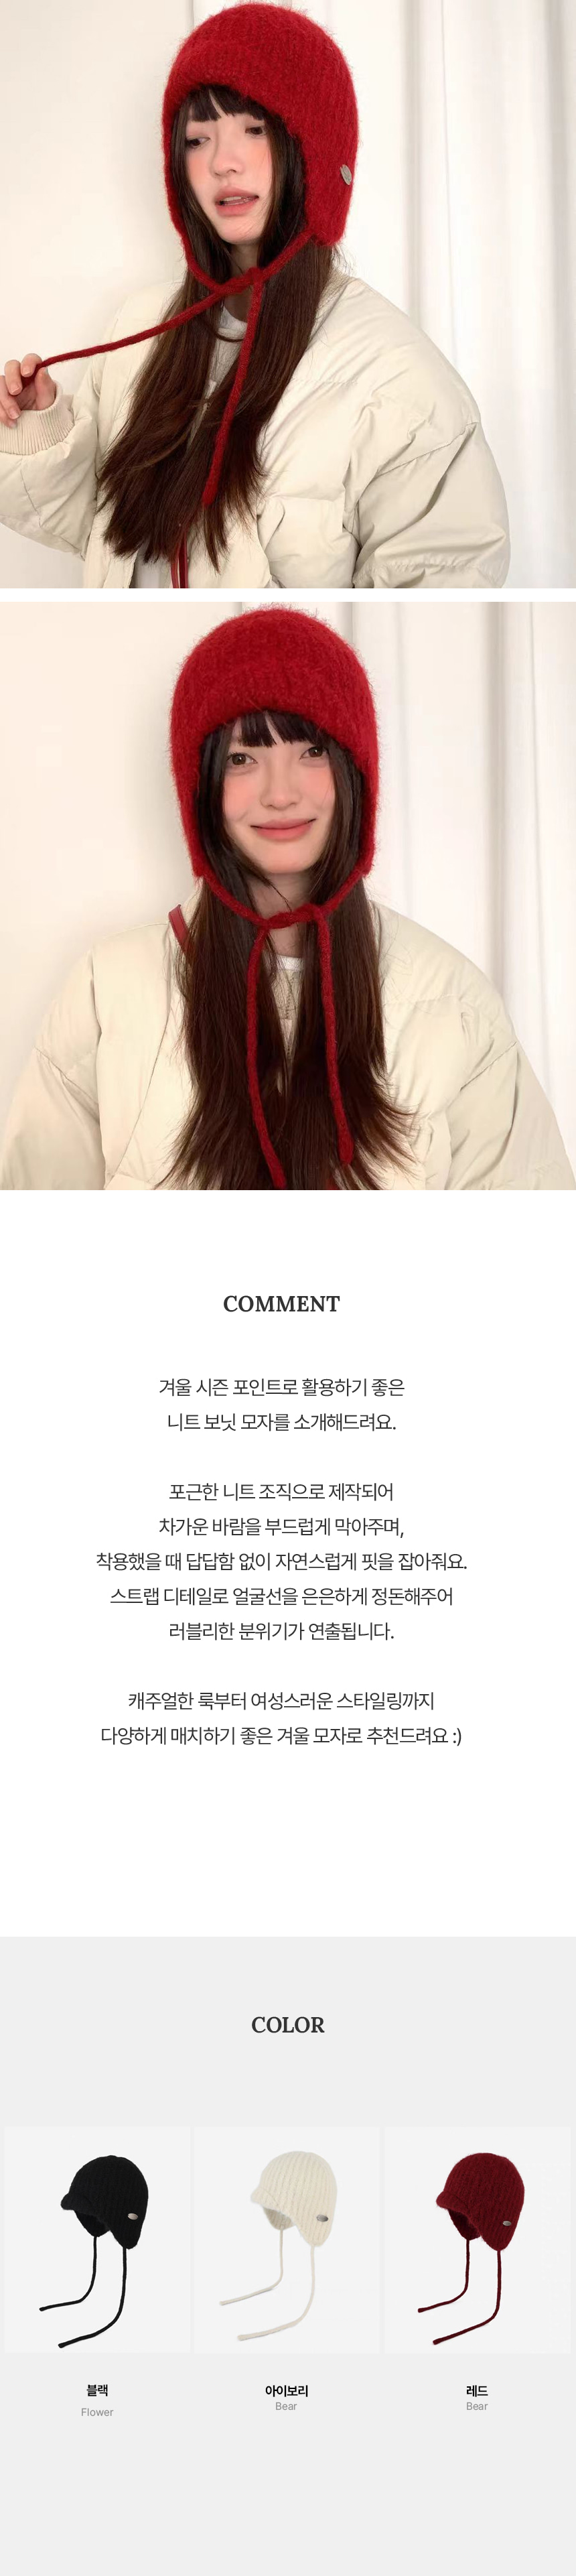 COMMENT
겨울 시즌 포인트로 활용하기 좋은
니트 보닛 모자를 소개해드려요.
포근한 니트 조직으로 제작되어
차가운 바람을 부드럽게 막아주며,
착용했을 때 답답함 없이 자연스럽게 핏을 잡아줘요.
스트랩 디테일로 얼굴선을 은은하게 정돈해주어
러블리한 분위기가 연출됩니다.
캐주얼한 룩부터 여성스러운 스타일링까지
다양하게 매치하기 좋은 겨울 모자로 추천드려요 :)
COLOR
블랙
Flower
아이보리
Bear
레드
Bear